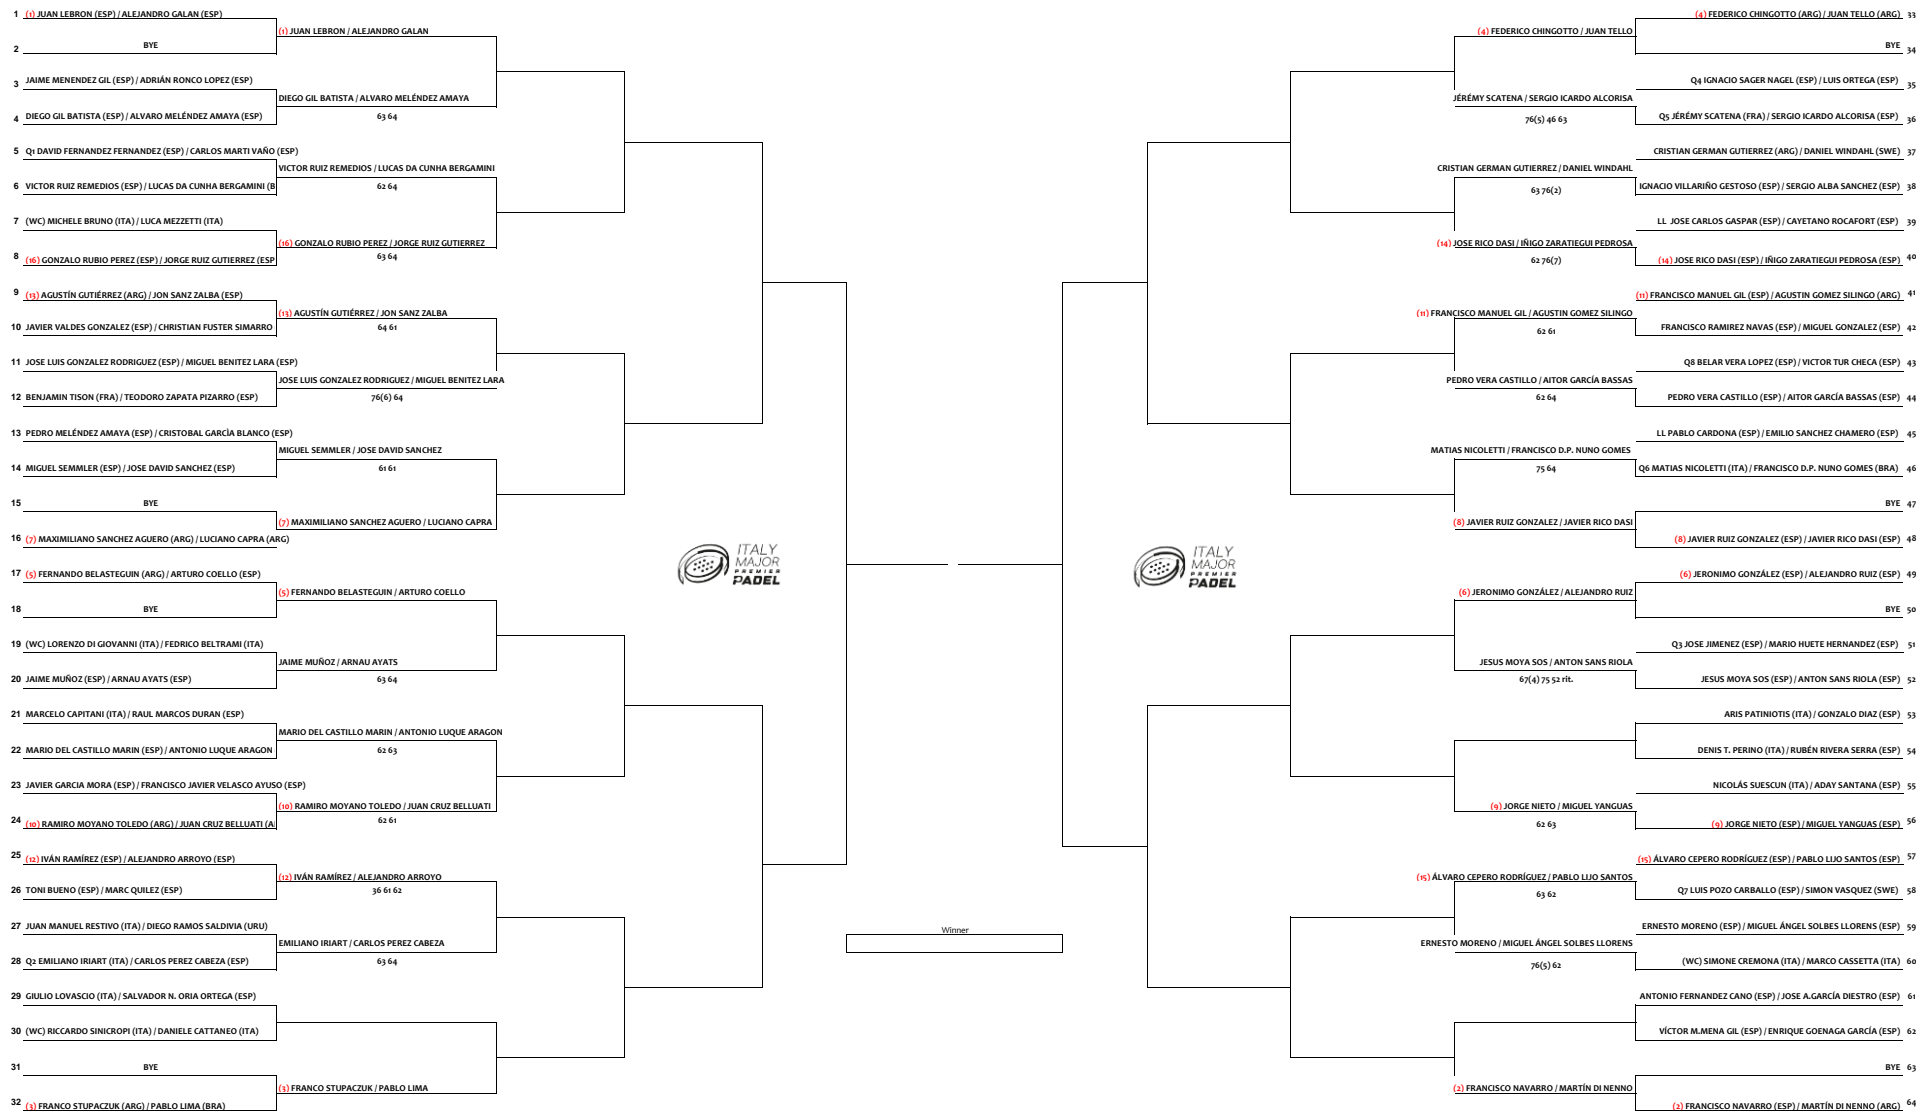 1 (1) JUAN LEBRON (ESP) / ALEJANDRO GALAN (ESP)
(1) JUAN LEBRON / ALEJANDRO GALAN
2 BYE
3 JAIME MENENDEZ GIL (ESP) / ADRIÁN RONCO LOPEZ (ESP)
DIEGO GIL BATISTA / ALVARO MELÉNDEZ AMAYA
4 DIEGO GIL BATISTA (ESP) / ALVARO MELÉNDEZ AMAYA (ESP)
63 64
5 Q1 DAVID FERNANDEZ FERNANDEZ (ESP) / CARLOS MARTI VAÑO (ESP)
VICTOR RUIZ REMEDIOS / LUCAS DA CUNHA BERGAMINI
6 VICTOR RUIZ REMEDIOS (ESP) / LUCAS DA CUNHA BERGAMINI (B
62 64
7 (WC) MICHELE BRUNO (ITA) / LUCA MEZZETTI (ITA)
(16) GONZALO RUBIO PEREZ / JORGE RUIZ GUTIERREZ
8 (16) GONZALO RUBIO PEREZ (ESP) / JORGE RUIZ GUTIERREZ (ESP
63 64
9 (13) AGUSTÍN GUTIÉRREZ (ARG) / JON SANZ ZALBA (ESP)
(13) AGUSTÍN GUTIÉRREZ / JON SANZ ZALBA
10 JAVIER VALDES GONZALEZ (ESP) / CHRISTIAN FUSTER SIMARRO
64 61
11 JOSE LUIS GONZALEZ RODRIGUEZ (ESP) / MIGUEL BENITEZ LARA (ESP)
JOSE LUIS GONZALEZ RODRIGUEZ / MIGUEL BENITEZ LARA
12 BENJAMIN TISON (FRA) / TEODORO ZAPATA PIZARRO (ESP)
76(6) 64
13 PEDRO MELÉNDEZ AMAYA (ESP) / CRISTOBAL GARCÌA BLANCO (ESP)
MIGUEL SEMMLER / JOSE DAVID SANCHEZ
14 MIGUEL SEMMLER (ESP) / JOSE DAVID SANCHEZ (ESP)
61 61
15 BYE
(7) MAXIMILIANO SANCHEZ AGUERO / LUCIANO CAPRA
16 (7) MAXIMILIANO SANCHEZ AGUERO (ARG) / LUCIANO CAPRA (ARG)
17 (5) FERNANDO BELASTEGUIN (ARG) / ARTURO COELLO (ESP)
(5) FERNANDO BELASTEGUIN / ARTURO COELLO
18 BYE
19 (WC) LORENZO DI GIOVANNI (ITA) / FEDRICO BELTRAMI (ITA)
JAIME MUÑOZ / ARNAU AYATS
20 JAIME MUÑOZ (ESP) / ARNAU AYATS (ESP)
63 64
21 MARCELO CAPITANI (ITA) / RAUL MARCOS DURAN (ESP)
MARIO DEL CASTILLO MARIN / ANTONIO LUQUE ARAGON
22 MARIO DEL CASTILLO MARIN (ESP) / ANTONIO LUQUE ARAGON
62 63
23 JAVIER GARCIA MORA (ESP) / FRANCISCO JAVIER VELASCO AYUSO (ESP)
(10) RAMIRO MOYANO TOLEDO / JUAN CRUZ BELLUATI
24 (10) RAMIRO MOYANO TOLEDO (ARG) / JUAN CRUZ BELLUATI (A
62 61
25 (12) IVÁN RAMÍREZ (ESP) / ALEJANDRO ARROYO (ESP)
(12) IVÁN RAMÍREZ / ALEJANDRO ARROYO
26 TONI BUENO (ESP) / MARC QUILEZ (ESP)
36 61 62
27 JUAN MANUEL RESTIVO (ITA) / DIEGO RAMOS SALDIVIA (URU)
EMILIANO IRIART / CARLOS PEREZ CABEZA
28 Q2 EMILIANO IRIART (ITA) / CARLOS PEREZ CABEZA (ESP)
63 64
29 GIULIO LOVASCIO (ITA) / SALVADOR N. ORIA ORTEGA (ESP)
30 (WC) RICCARDO SINICROPI (ITA) / DANIELE CATTANEO (ITA)
31 BYE
(3) FRANCO STUPACZUK / PABLO LIMA
32 (3) FRANCO STUPACZUK (ARG) / PABLO LIMA (BRA)
ITALY
MAJOR
PREMIER
PADEL
Winner
ITALY
MAJOR
PREMIER
PADEL
(4) FEDERICO CHINGOTTO (ARG) / JUAN TELLO (ARG) 33
(4) FEDERICO CHINGOTTO / JUAN TELLO
BYE 34
Q4 IGNACIO SAGER NAGEL (ESP) / LUIS ORTEGA (ESP) 35
JÉRÉMY SCATENA / SERGIO ICARDO ALCORISA
Q5 JÉRÉMY SCATENA (FRA) / SERGIO ICARDO ALCORISA (ESP) 36
76(5) 46 63
CRISTIAN GERMAN GUTIERREZ (ARG) / DANIEL WINDAHL (SWE) 37
CRISTIAN GERMAN GUTIERREZ / DANIEL WINDAHL
IGNACIO VILLARIÑO GESTOSO (ESP) / SERGIO ALBA SANCHEZ (ESP) 38
63 76(2)
LL JOSE CARLOS GASPAR (ESP) / CAYETANO ROCAFORT (ESP) 39
(14) JOSE RICO DASI / IÑIGO ZARATIEGUI PEDROSA
(14) JOSE RICO DASI (ESP) / IÑIGO ZARATIEGUI PEDROSA (ESP) 40
62 76(7)
(11) FRANCISCO MANUEL GIL (ESP) / AGUSTIN GOMEZ SILINGO (ARG) 41
(11) FRANCISCO MANUEL GIL / AGUSTIN GOMEZ SILINGO
FRANCISCO RAMIREZ NAVAS (ESP) / MIGUEL GONZALEZ (ESP) 42
62 61
Q8 BELAR VERA LOPEZ (ESP) / VICTOR TUR CHECA (ESP) 43
PEDRO VERA CASTILLO / AITOR GARCÍA BASSAS
PEDRO VERA CASTILLO (ESP) / AITOR GARCÍA BASSAS (ESP) 44
62 64
LL PABLO CARDONA (ESP) / EMILIO SANCHEZ CHAMERO (ESP) 45
MATIAS NICOLETTI / FRANCISCO D.P. NUNO GOMES
Q6 MATIAS NICOLETTI (ITA) / FRANCISCO D.P. NUNO GOMES (BRA) 46
75 64
BYE 47
(8) JAVIER RUIZ GONZALEZ / JAVIER RICO DASI
(8) JAVIER RUIZ GONZALEZ (ESP) / JAVIER RICO DASI (ESP) 48
(6) JERONIMO GONZÁLEZ (ESP) / ALEJANDRO RUIZ (ESP) 49
(6) JERONIMO GONZÁLEZ / ALEJANDRO RUIZ
BYE 50
Q3 JOSE JIMENEZ (ESP) / MARIO HUETE HERNANDEZ (ESP) 51
JESUS MOYA SOS / ANTON SANS RIOLA
JESUS MOYA SOS (ESP) / ANTON SANS RIOLA (ESP) 52
67(4) 75 52 rit.
ARIS PATINIOTIS (ITA) / GONZALO DIAZ (ESP) 53
DENIS T. PERINO (ITA) / RUBÉN RIVERA SERRA (ESP) 54
NICOLÁS SUESCUN (ITA) / ADAY SANTANA (ESP) 55
(9) JORGE NIETO / MIGUEL YANGUAS
(9) JORGE NIETO (ESP) / MIGUEL YANGUAS (ESP) 56
62 63
(15) ÁLVARO CEPERO RODRÍGUEZ (ESP) / PABLO LIJO SANTOS (ESP) 57
(15) ÁLVARO CEPERO RODRÍGUEZ / PABLO LIJO SANTOS
Q7 LUIS POZO CARBALLO (ESP) / SIMON VASQUEZ (SWE) 58
63 62
ERNESTO MORENO (ESP) / MIGUEL ÁNGEL SOLBES LLORENS (ESP) 59
ERNESTO MORENO / MIGUEL ÁNGEL SOLBES LLORENS
(WC) SIMONE CREMONA (ITA) / MARCO CASSETTA (ITA) 60
76(5) 62
ANTONIO FERNANDEZ CANO (ESP) / JOSE A.GARCÍA DIESTRO (ESP) 61
VÍCTOR M.MENA GIL (ESP) / ENRIQUE GOENAGA GARCÍA (ESP) 62
BYE 63
(2) FRANCISCO NAVARRO / MARTÍN DI NENNO
(2) FRANCISCO NAVARRO (ESP) / MARTÍN DI NENNO (ARG) 64